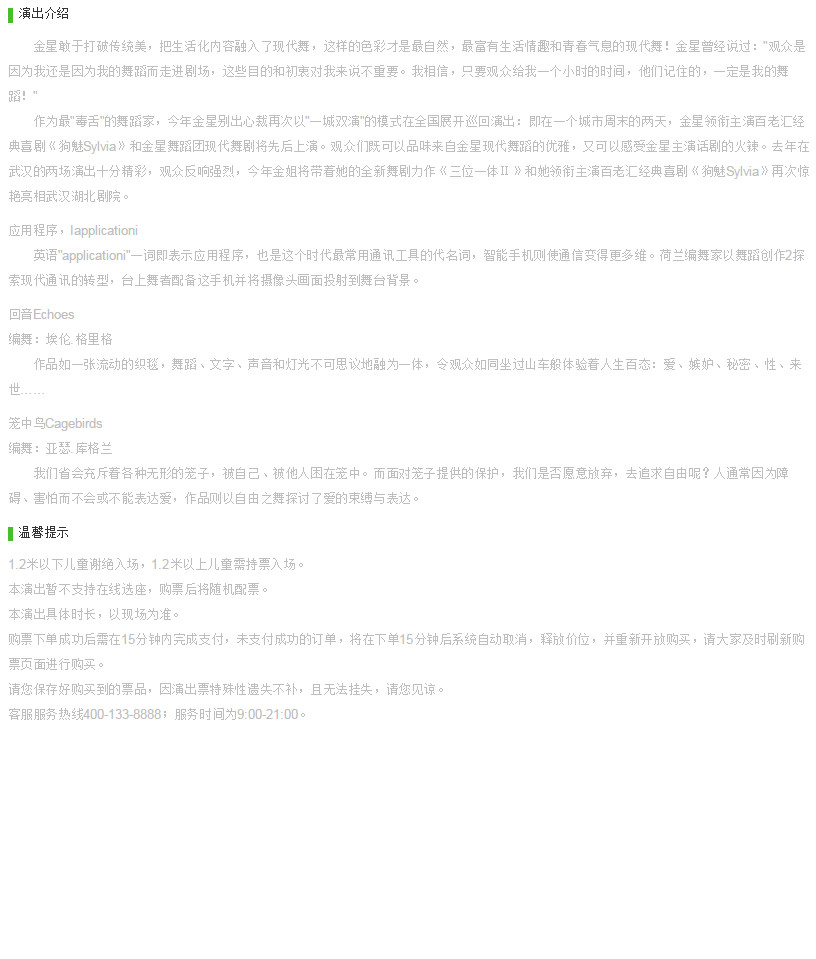 演出介绍
金星敢于打破传统美，把生活化内容融入了现代舞，这样的色彩才是最自然，最富有生活情趣和青春气息的现代舞！金星曾经说过："观众是
因为我还是因为我的舞蹈而走进剧场，这些目的和初衷对我来说不重要。我相信，只要观众给我一个小时的时间，他们记住的，一定是我的舞
蹈！"
作为最"毒舌"的舞蹈家，今年金星别出心裁再次以"一城双演"的模式在全国展开巡回演出：即在一个城市周末的两天，金星领衔主演百老汇经
典喜剧《狗魅Sylvia》和金星舞蹈团现代舞剧将先后上演。观众们既可以品味来自金星现代舞蹈的优雅，又可以感受金星主演话剧的火辣。去年在
武汉的两场演出十分精彩，观众反响强烈，今年金姐将带着她的全新舞剧力作《三位一体Ⅱ》和她领衔主演百老汇经典喜剧《狗魅Sylvia》再次惊
艳亮相武汉湖北剧院。
应用程序，Iapplicationi
英语"applicationi"一词即表示应用程序，也是这个时代最常用通讯工具的代名词，智能手机则使通信变得更多维。荷兰编舞家以舞蹈创作2探
索现代通讯的转型，台上舞者配备这手机并将摄像头画面投射到舞台背景。
回音Echoes
编舞：埃伦.格里格
作品如一张流动的织毯，舞蹈、文字、声音和灯光不可思议地融为一体，令观众如同坐过山车般体验着人生百态：爱、嫉妒、秘密、性、来
世……
笼中鸟Cagebirds
编舞：亚瑟.库格兰
我们省会充斥着各种无形的笼子，被自己、被他人困在笼中。而面对笼子提供的保护，我们是否愿意放弃，去追求自由呢？人通常因为障
碍、害怕而不会或不能表达爱，作品则以自由之舞探讨了爱的束缚与表达。
温馨提示
1.2米以下儿童谢绝入场，1.2米以上儿童需持票入场。
本演出暂不支持在线选座，购票后将随机配票。
本演出具体时长，以现场为准。
购票下单成功后需在15分钟内完成支付，未支付成功的订单，将在下单15分钟后系统自动取消，释放价位，并重新开放购买，请大家及时刷新购
票页面进行购买。
请您保存好购买到的票品，因演出票特殊性遗失不补，且无法挂失，请您见谅。
客服服务热线400-133-8888；服务时间为9:00-21:00。